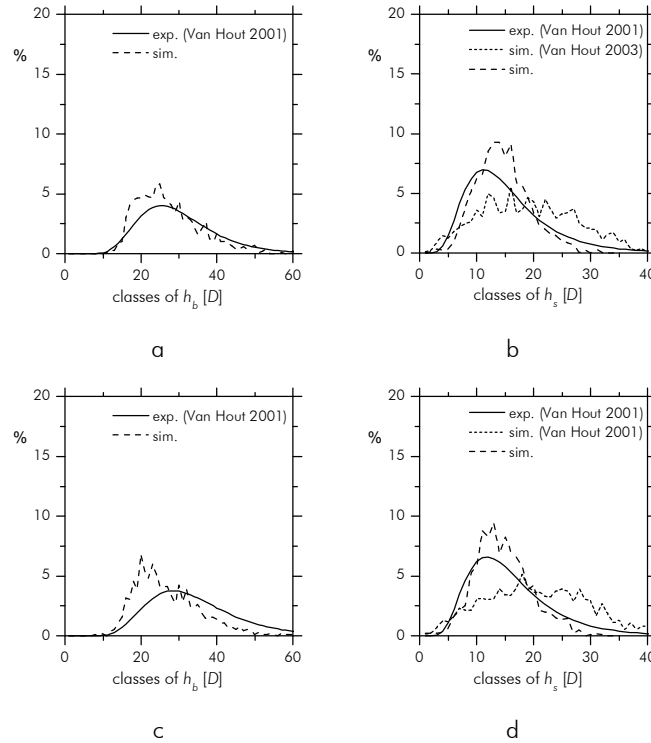 20
15
10
5
0
%
exp. (Van Hout 2001)
sim.
0 20 40 60
classes of h_b [D]
a
20
15
10
5
0
%
exp. (Van Hout 2001)
sim. (Van Hout 2003)
sim.
0 10 20 30 40
classes of h_s [D]
b
20
15
10
5
0
%
exp. (Van Hout 2001)
sim.
0 20 40 60
classes of h_b [D]
c
20
15
10
5
0
%
exp. (Van Hout 2001)
sim. (Van Hout 2001)
sim.
0 10 20 30 40
classes of h_s [D]
d